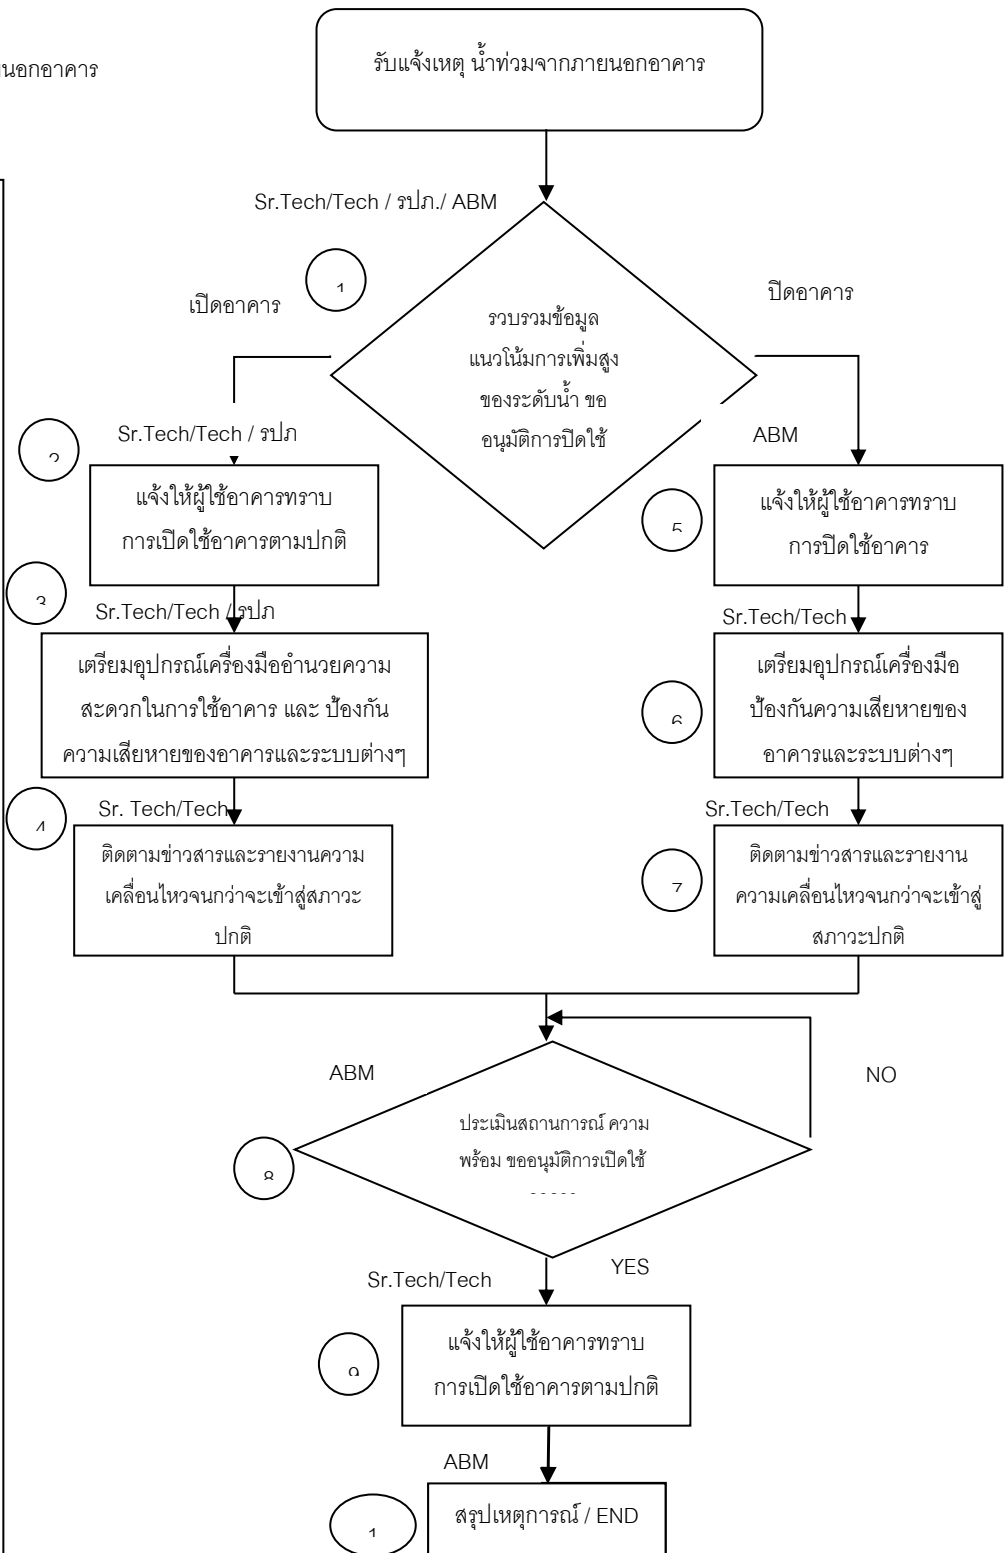 นอกอาคาร
รับแจ้งเหตุ น้ำท่วมจากภายนอกอาคาร
Sr.Tech/Tech / รปภ./ ABM
1
เปิดอาคาร
ปิดอาคาร
รวบรวมข้อมูล
แนวโน้มการเพิ่มสูง
ของระดับน้ำ ขอ
อนุมัติการปิดใช้
2
Sr.Tech/Tech / รปภ
ABM
แจ้งให้ผู้ใช้อาคารทราบ
การเปิดใช้อาคารตามปกติ
5
แจ้งให้ผู้ใช้อาคารทราบ
การปิดใช้อาคาร
3
Sr.Tech/Tech / รปภ
Sr.Tech/Tech
เตรียมอุปกรณ์เครื่องมืออำนวยความ
สะดวกในการใช้อาคาร และ ป้องกัน
ความเสียหายของอาคารและระบบต่างๆ
6
เตรียมอุปกรณ์เครื่องมือ
ป้องกันความเสียหายของ
อาคารและระบบต่างๆ
4
Sr. Tech/Tech
Sr.Tech/Tech
ติดตามข่าวสารและรายงานความ
เคลื่อนไหวจนกว่าจะเข้าสู่สภาวะ
ปกติ
7
ติดตามข่าวสารและรายงาน
ความเคลื่อนไหวจนกว่าจะเข้าสู่
สภาวะปกติ
ABM
NO
8
ประเมินสถานการณ์ ความ
พร้อม ขออนุมัติการเปิดใช้
YES
Sr.Tech/Tech
9
แจ้งให้ผู้ใช้อาคารทราบ
การเปิดใช้อาคารตามปกติ
ABM
1
สรุปเหตุการณ์ / END